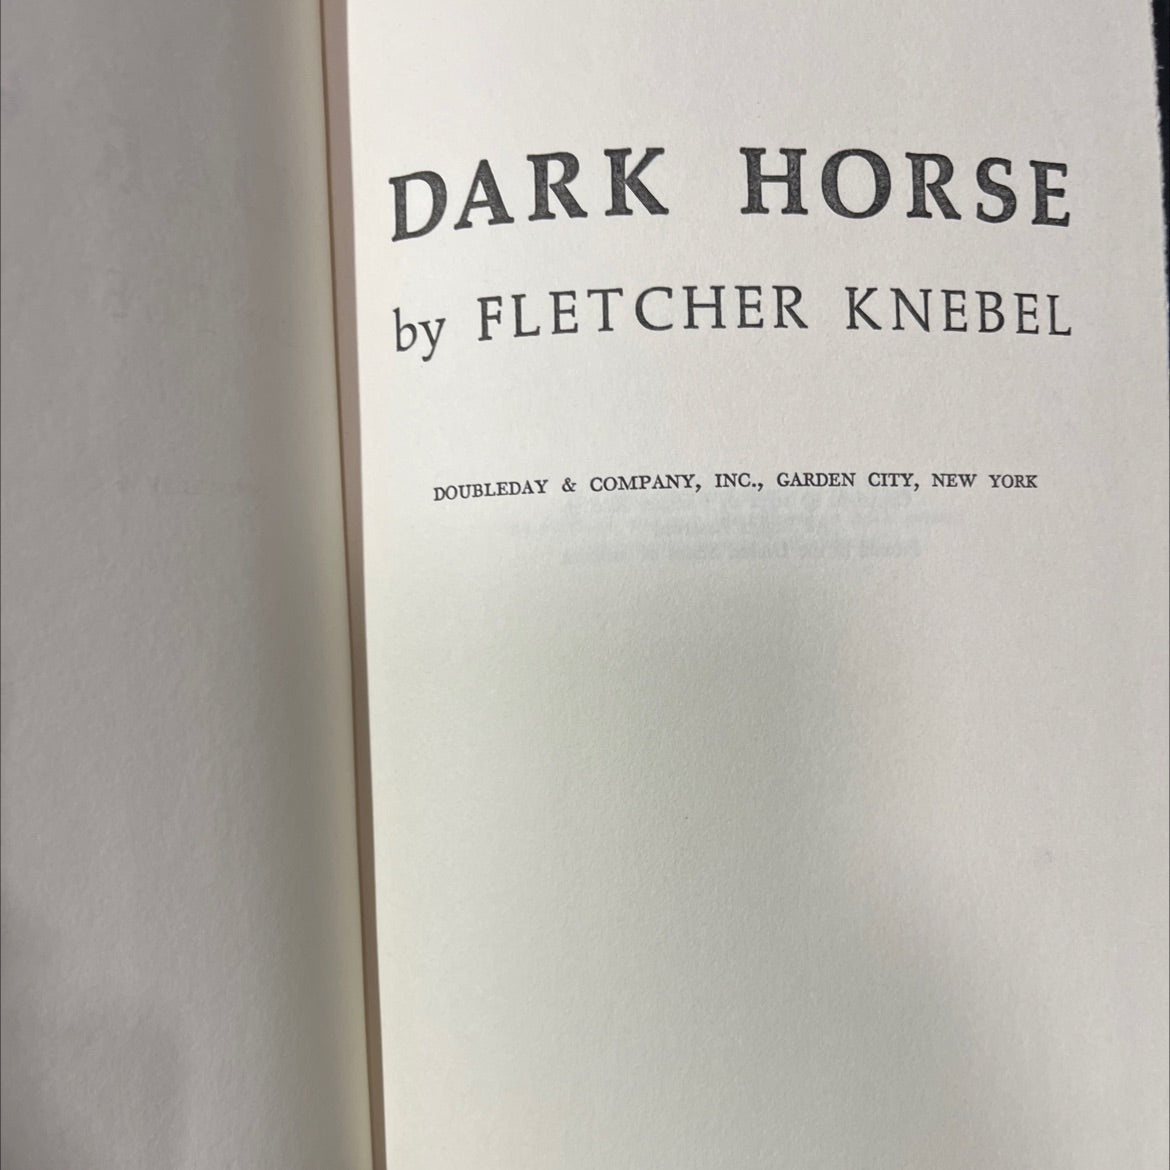 DARK HORSE
by FLETCHER KNEBEL
DOUBLEDAY & COMPANY, INC., GARDEN CITY, NEW YORK